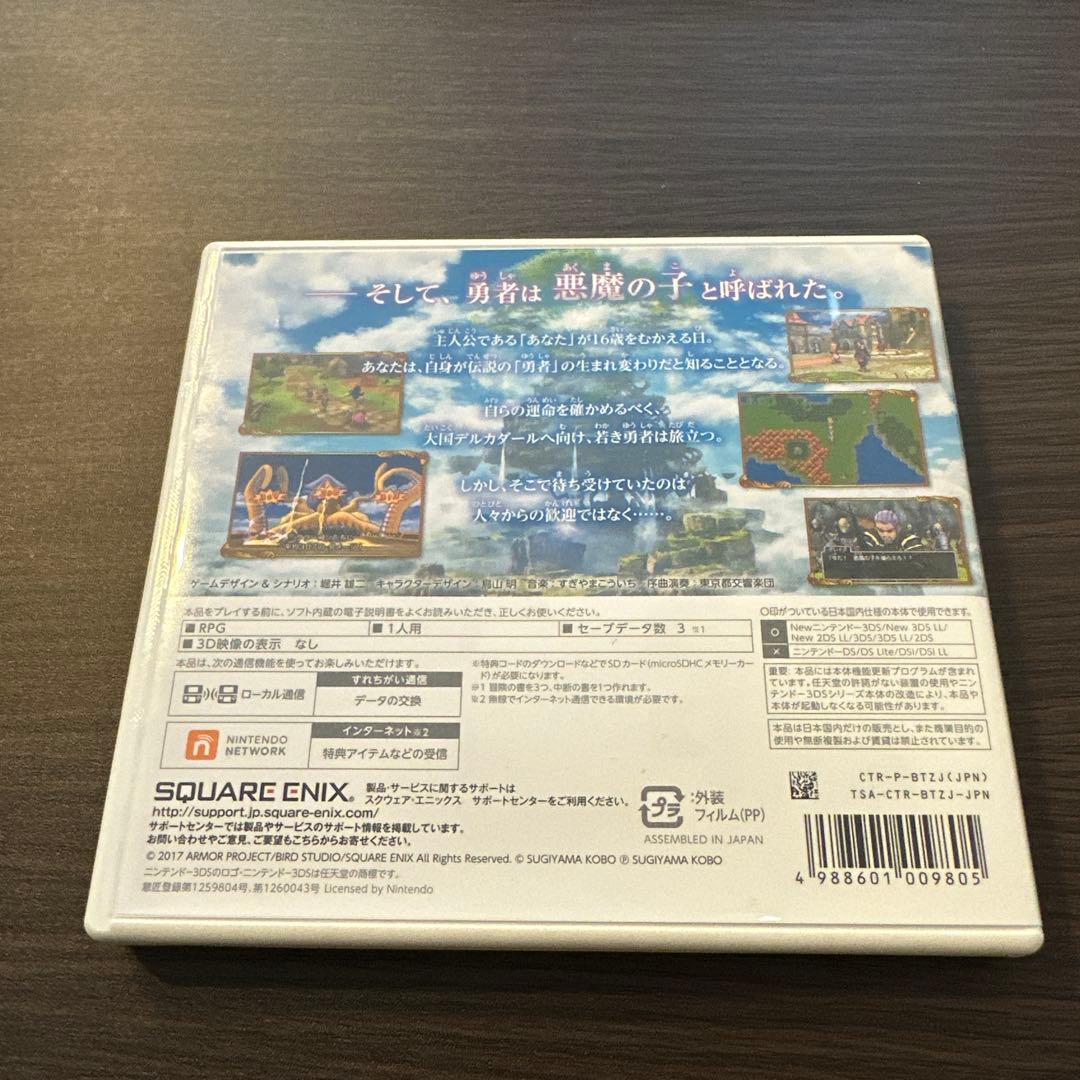 ── そして、勇者は 悪魔の子 と呼ばれた。
主人公である「あなた」が16歳をむかえる日。
あなたは、自身が伝説の「勇者」の生まれ変わりだと知ることとなる。
自らの運命を確かめるべく、
大国デルカダールへ向け、若き勇者は旅立つ。
しかし、そこで待ち受けていたのは
人々からの歓迎ではなく……。
ゲームデザイン & シナリオ：堀井 雄二 キャラクターデザイン：鳥山 明 音楽：すぎやまこういち 序曲演奏：東京都交響楽団
本品をプレイする前に、ソフト内蔵の電子説明書をよくお読みいただき、正しくお使いください。
■RPG ■1人用 ■セーブデータ数 3 ※1
■3D映像の表示 なし
本品は、次の通信機能を使ってお楽しみいただけます。
ローカル通信 すれちがい通信
データの交換
NINTENDO NETWORK インターネット※2
特典アイテムなどの受信
※特典コードのダウンロードなどでSDカード(microSDHCメモリーカード)が必要になります。
※1 冒険の書を3つ、中断の書を1つ作れます。
※2 無線でインターネット通信できる環境が必要です。
○印がついている日本国内仕様の本体で使用できます。
○ Newニンテンドー3DS/New 3DS LL/
New 2DS LL/3DS/3DS LL/2DS
× ニンテンドーDS/DS Lite/DSi/DSi LL
重要: 本品には本体機能更新プログラムが含まれ
ています。任天堂の許諾がない装置の使用やニン
テンドー3DSシリーズ本体の改造により、本品や
本体が起動しなくなる可能性があります。
本品は日本国内だけの販売とし、また商業目的の
使用や無断複製および賃貸は禁止されています。
SQUARE ENIX®
製品・サービスに関するサポートは
スクウェア・エニックス サポートセンターをご利用ください。
http://support.jp.square-enix.com/
サポートセンターでは製品やサービスのサポート情報を掲載しています。
お問い合わせやご意見、ご要望もこちらからお寄せください。
© 2017 ARMOR PROJECT/BIRD STUDIO/SQUARE ENIX All Rights Reserved. © SUGIYAMA KOBO ℗ SUGIYAMA KOBO
ニンテンドー3DSのロゴ・ニンテンドー3DSは任天堂の商標です。
意匠登録第1259804号、第1260043号 Licensed by Nintendo
プラ :外装
フィルム(PP)
ASSEMBLED IN JAPAN
CTR-P-BTZJ(JPN)
TSA-CTR-BTZJ-JPN
4 988601 009805